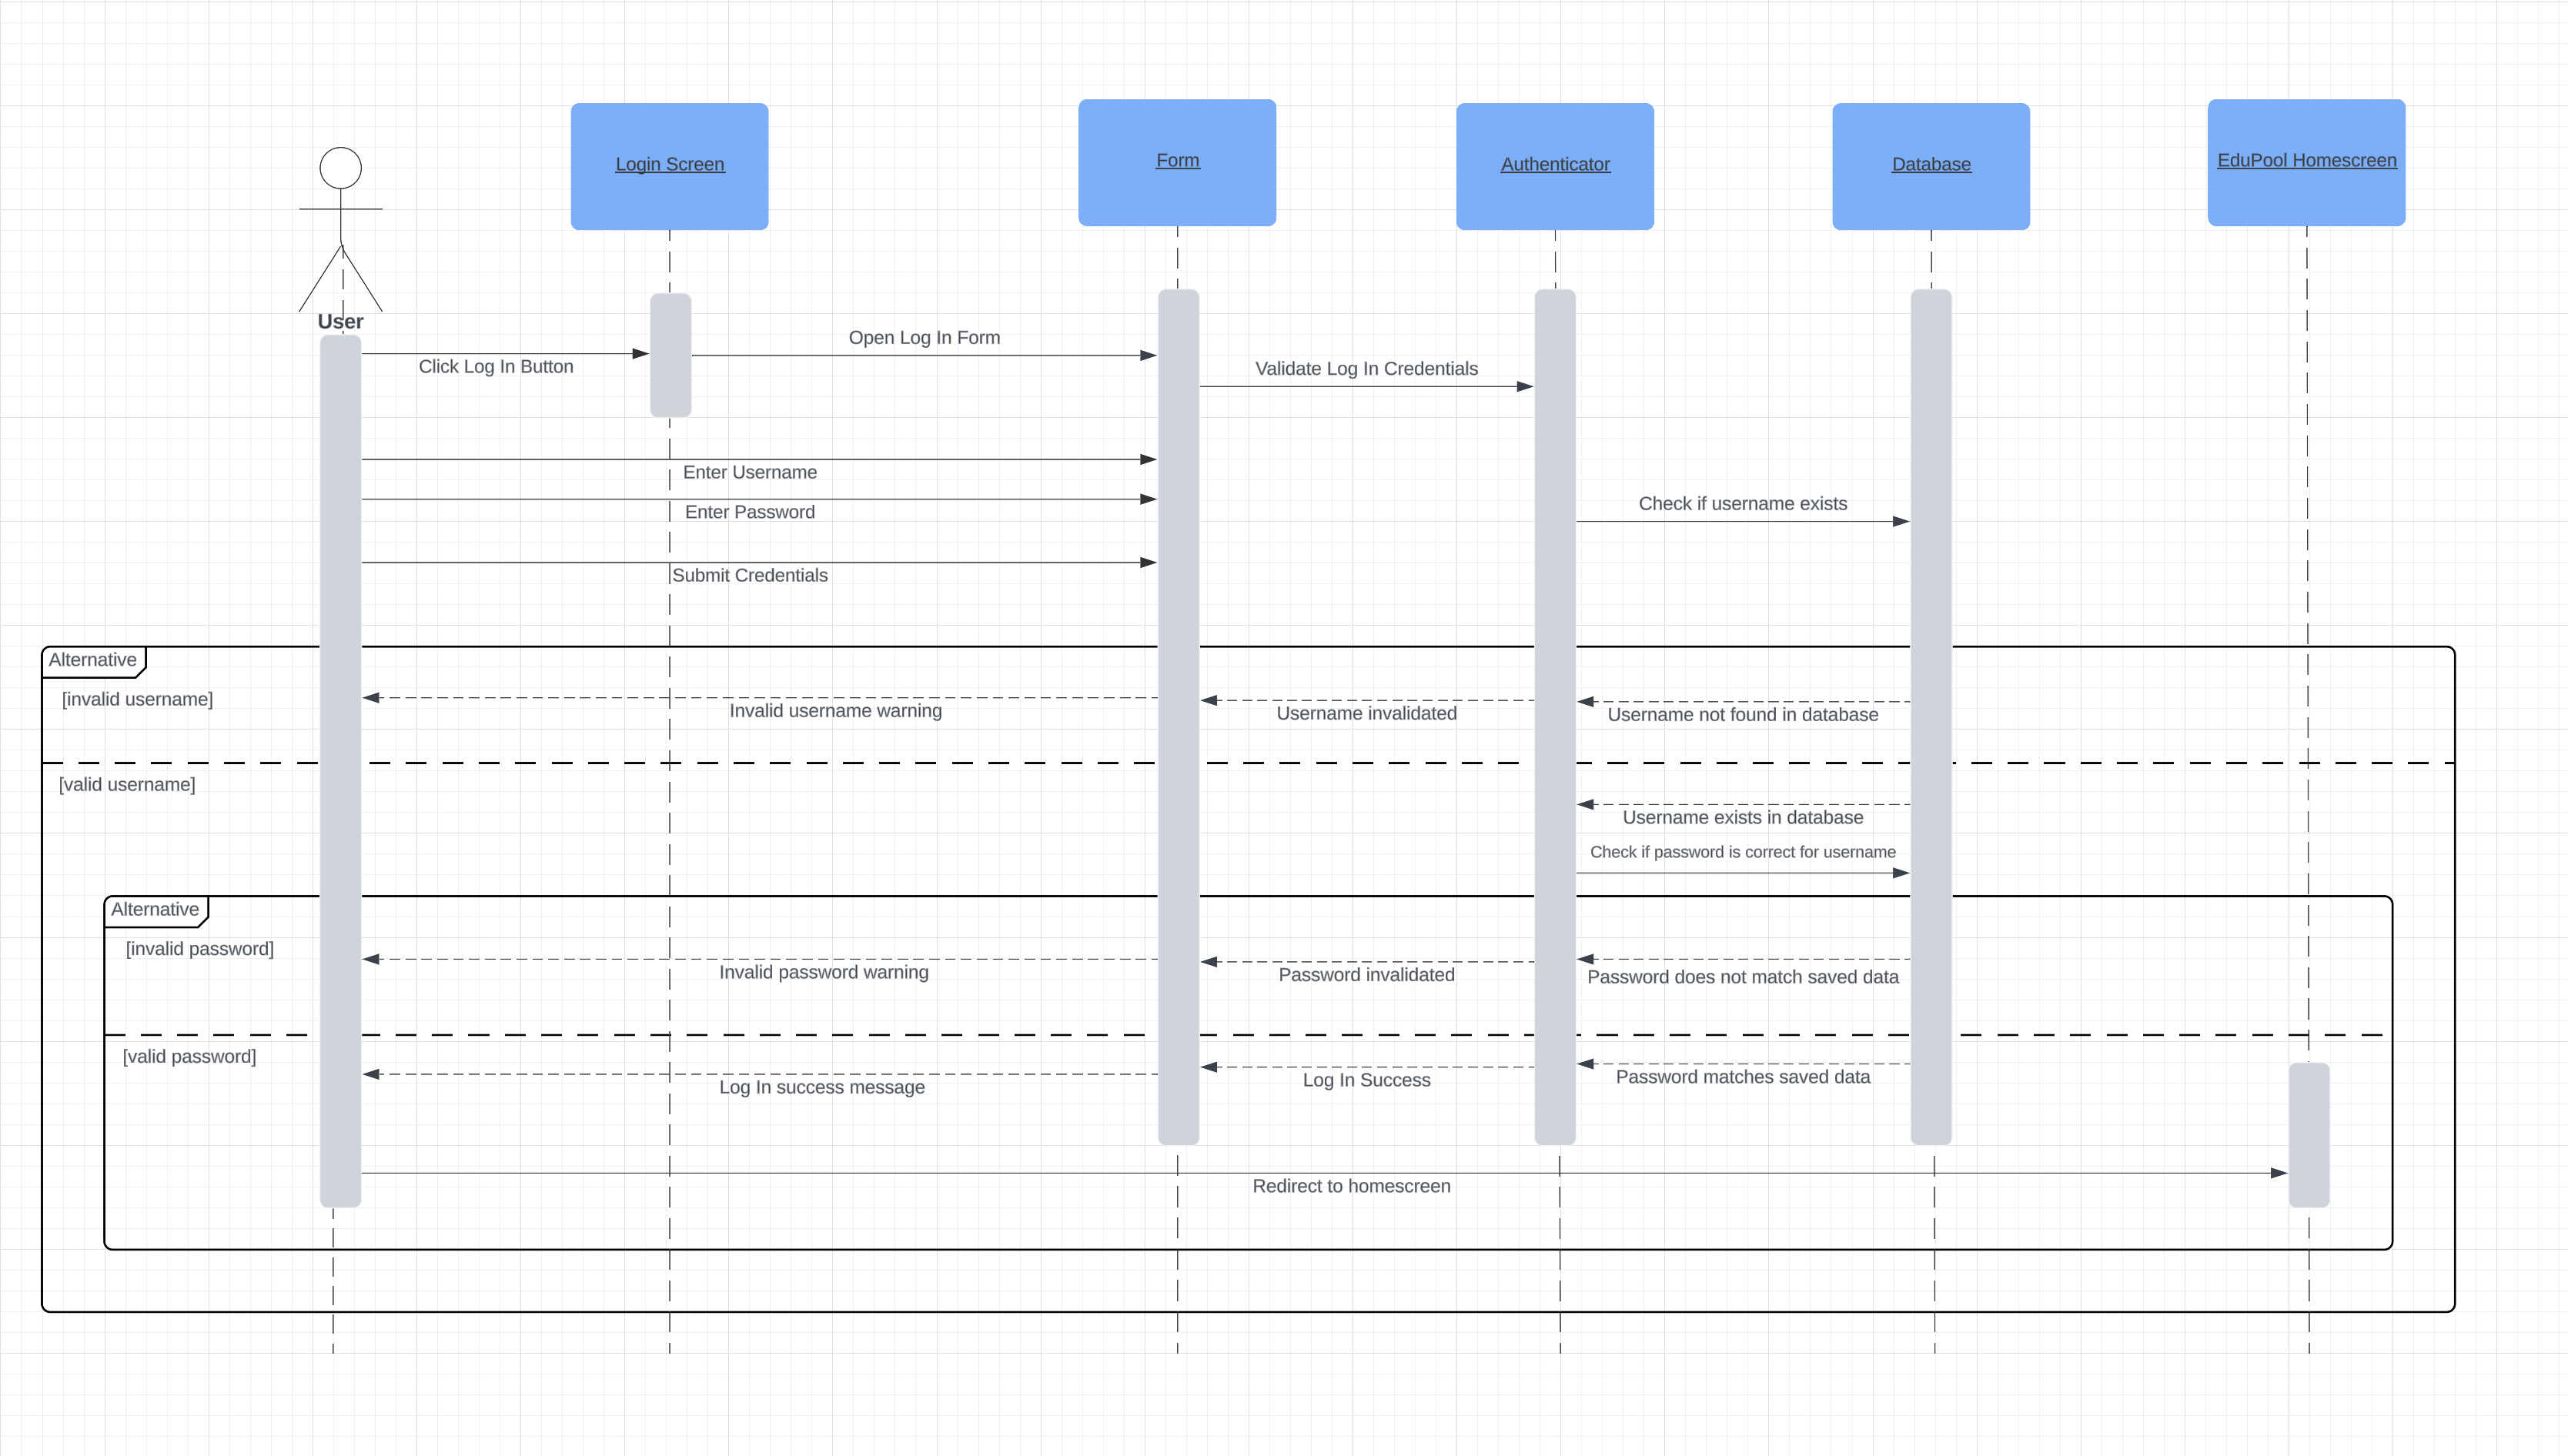 Login Screen
Form
Authenticator
Database
EduPool Homescreen
User
Click Log In Button
Open Log In Form
Validate Log In Credentials
Enter Username
Enter Password
Check if username exists
Submit Credentials
Alternative
[invalid username]
Invalid username warning
Username invalidated
Username not found in database
[valid username]
Username exists in database
Check if password is correct for username
Alternative
[invalid password]
Invalid password warning
Password invalidated
Password does not match saved data
[valid password]
Log In success message
Log In Success
Password matches saved data
Redirect to homescreen